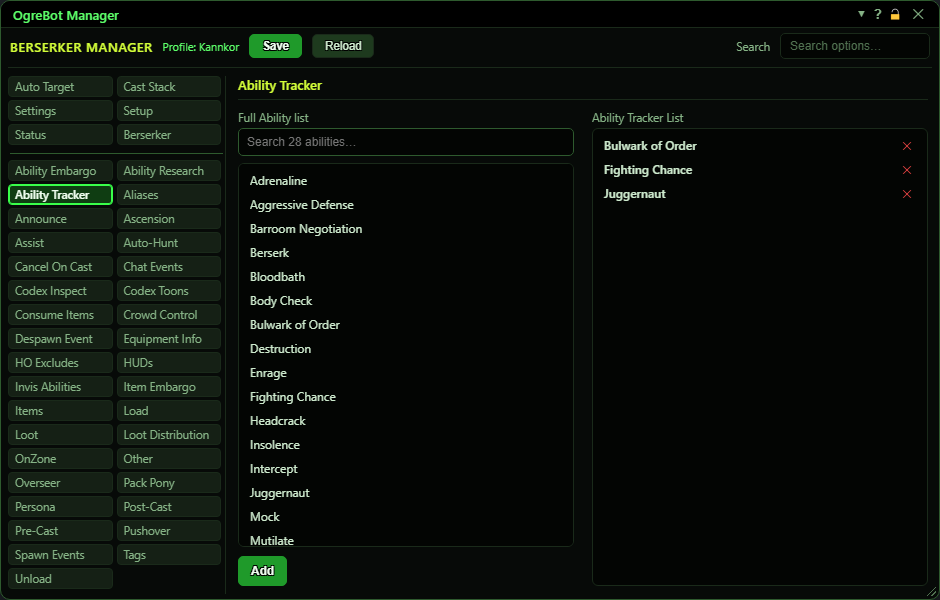 OgreBot Manager
▼ ? 🔓 ✕
BERSERKER MANAGER Profile: Kannkor Save Reload Search Search options...
Auto Target Cast Stack
Settings Setup
Status Berserker
Ability Embargo Ability Research
Ability Tracker Aliases
Announce Ascension
Assist Auto-Hunt
Cancel On Cast Chat Events
Codex Inspect Codex Toons
Consume Items Crowd Control
Despawn Event Equipment Info
HO Excludes HUDs
Invis Abilities Item Embargo
Items Load
Loot Loot Distribution
OnZone Other
Overseer Pack Pony
Persona Post-Cast
Pre-Cast Pushover
Spawn Events Tags
Unload
Ability Tracker
Full Ability list
Search 28 abilities...
Adrenaline
Aggressive Defense
Barroom Negotiation
Berserk
Bloodbath
Body Check
Bulwark of Order
Destruction
Enrage
Fighting Chance
Headcrack
Insolence
Intercept
Juggernaut
Mock
Mutilate
Add
Ability Tracker List
Bulwark of Order ✕
Fighting Chance ✕
Juggernaut ✕